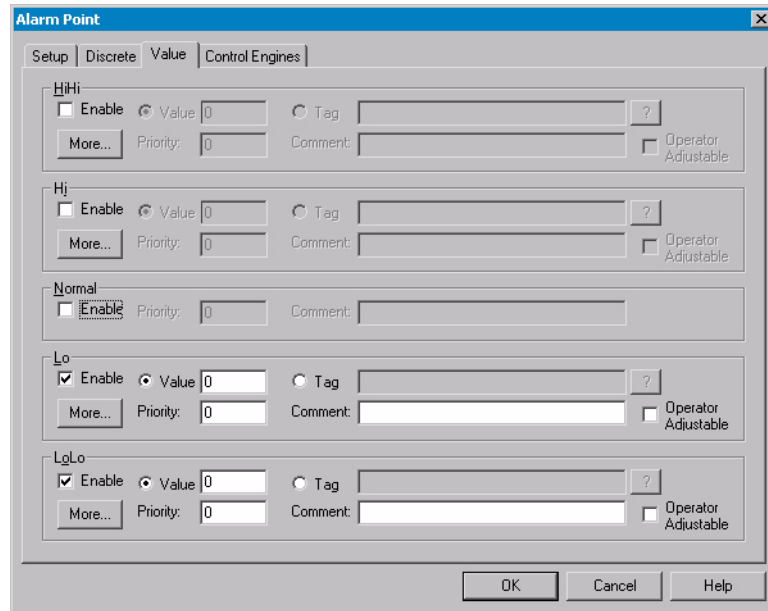 Alarm Point
Setup Discrete Value Control Engines
HiHi
Enable Value 0 Tag ?
More... Priority: 0 Comment: Operator
Adjustable
Hi
Enable Value 0 Tag ?
More... Priority: 0 Comment: Operator
Adjustable
Normal
Enable Priority: 0 Comment:
Lo
Enable Value 0 Tag ?
More... Priority: 0 Comment: Operator
Adjustable
LoLo
Enable Value 0 Tag ?
More... Priority: 0 Comment: Operator
Adjustable
OK Cancel Help